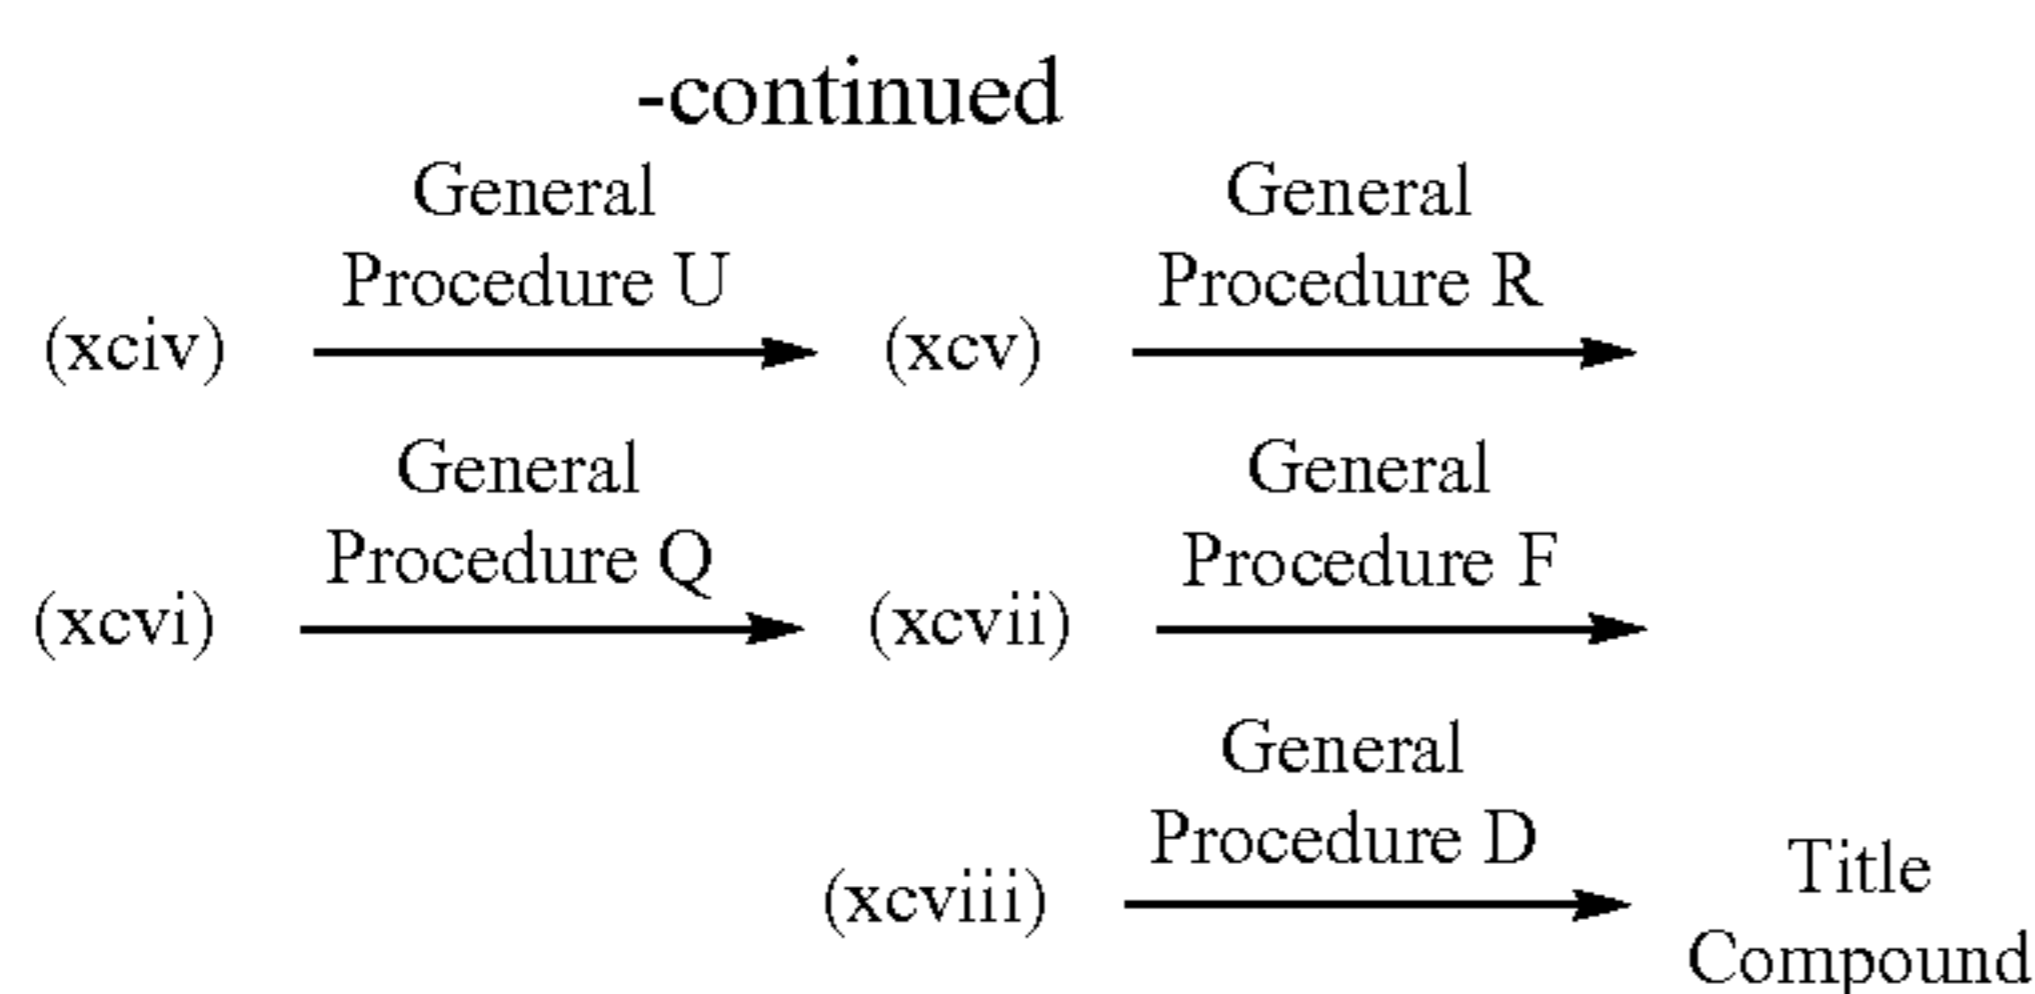 -continued
General
Procedure U
General
Procedure R
(xciv)
(xcv)
General
Procedure Q
General
Procedure F
(xcvi)
(xcvii)
General
Procedure D
(xcviii)
Title
Compound